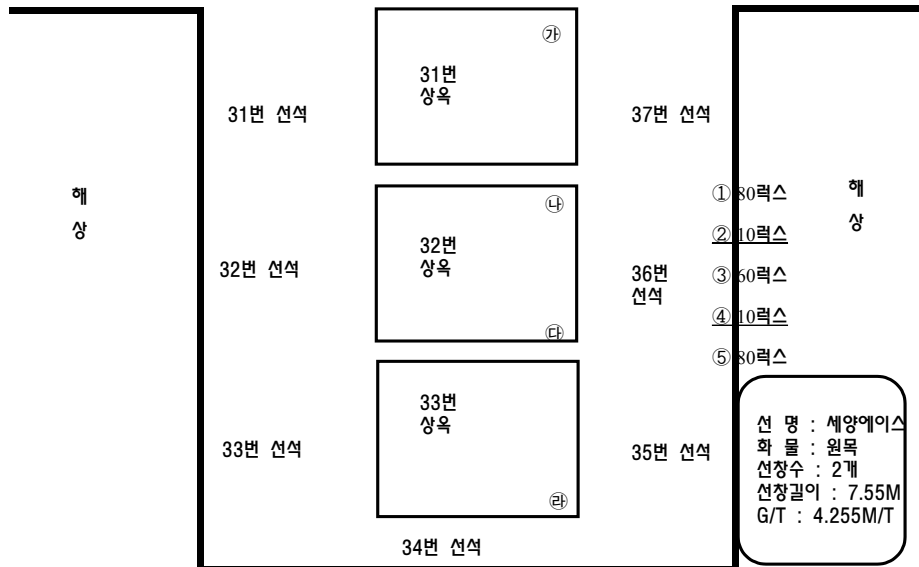 ㉮
31번
상옥
31번 선석
37번 선석
해
상
① 80럭스
해
상
㉯
② 10럭스
32번
상옥
32번 선석
36번
선석
③ 60럭스
④ 10럭스
㉰
⑤ 80럭스
33번
상옥
33번 선석
35번 선석
선 명 : 세양에이스
화 물 : 원목
선창수 : 2개
선창길이 : 7.55M
G/T : 4.255M/T
㉱
34번 선석